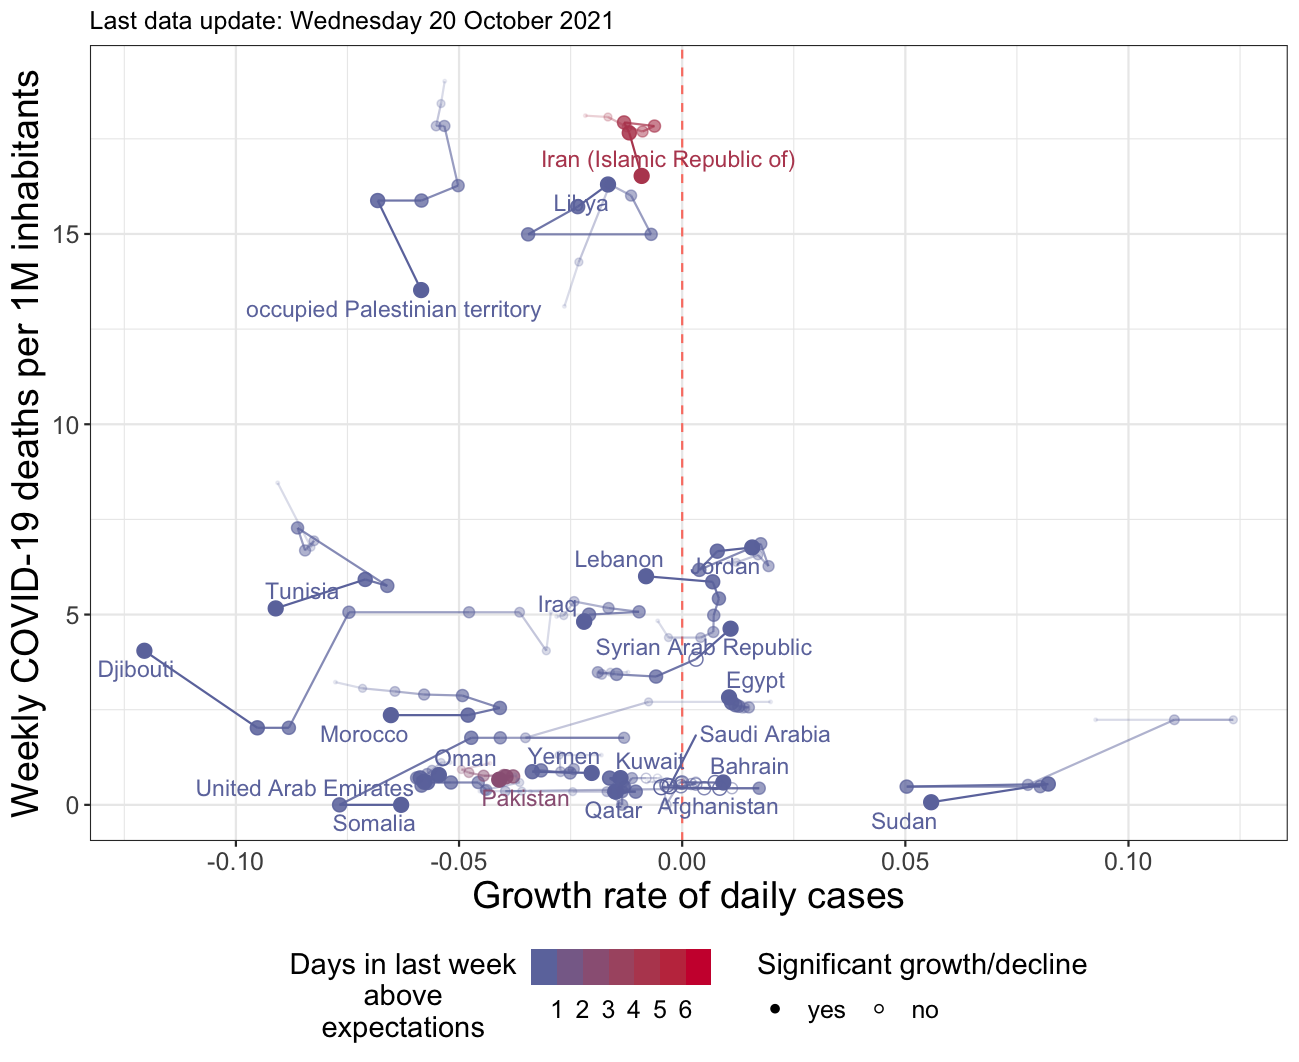 Last data update: Wednesday 20 October 2021
Weekly COVID-19 deaths per 1M inhabitants
15
10
5
0
Iran (Islamic Republic of)
Libya
occupied Palestinian territory
Lebanon
Jordan
Tunisia
Iraq
Syrian Arab Republic
Djibouti
Egypt
Morocco
Saudi Arabia
Oman
Yemen
Kuwait
Bahrain
United Arab Emirates
Pakistan
Qatar
Afghanistan
Somalia
Sudan
-0.10 -0.05 0.00 0.05 0.10
Growth rate of daily cases
Days in last week
above
expectations
1 2 3 4 5 6
Significant growth/decline
yes no